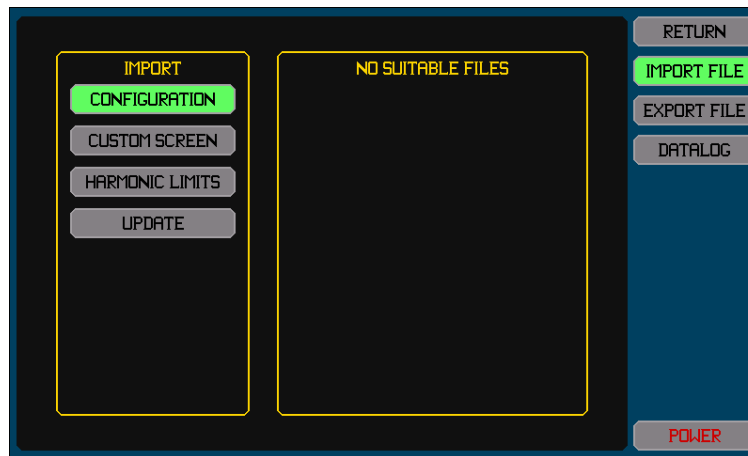 IMPORT
CONFIGURATION
CUSTOM SCREEN
HARMONIC LIMITS
UPDATE
NO SUITABLE FILES
RETURN
IMPORT FILE
EXPORT FILE
DATALOG
POWER